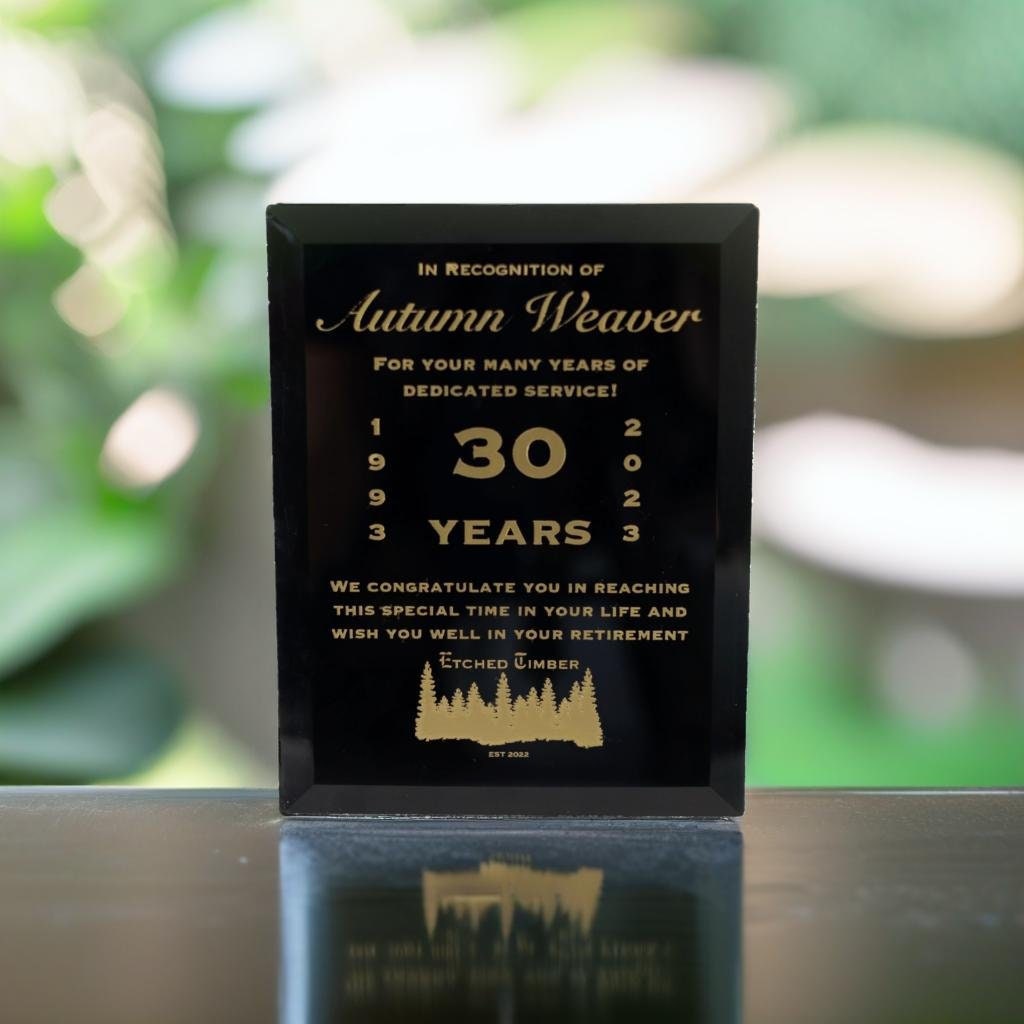 In Recognition of
Autumn Weaver
For your many years of
dedicated service!
1993 30 2023
Years
We congratulate you in reaching
this special time in your life and
wish you well in your retirement
Etched Timber
EST 2022